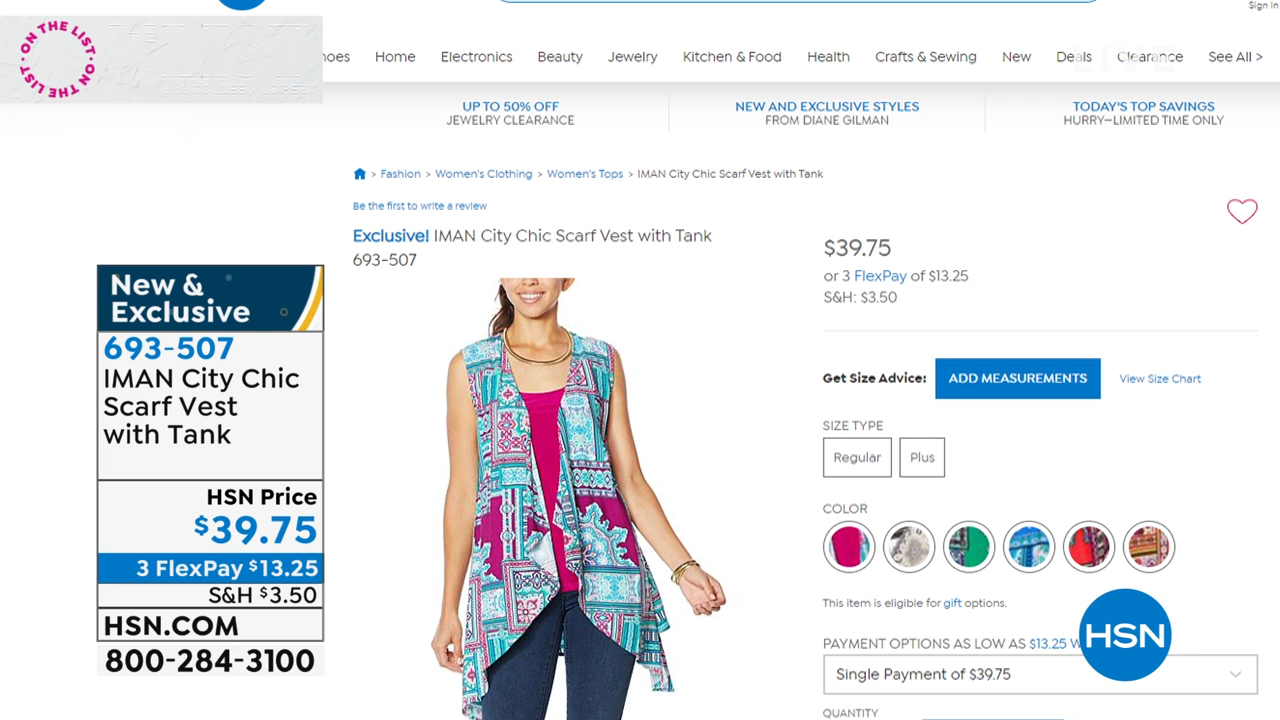 Sign In
ON THE LIST • ON THE LIST •
hoes Home Electronics Beauty Jewelry Kitchen & Food Health Crafts & Sewing New Deals Clearance See All >
LIVE
UP TO 50% OFF
JEWELRY CLEARANCE
NEW AND EXCLUSIVE STYLES
FROM DIANE GILMAN
TODAY'S TOP SAVINGS
HURRY—LIMITED TIME ONLY
> Fashion > Women's Clothing > Women's Tops > IMAN City Chic Scarf Vest with Tank
Be the first to write a review
Exclusive! IMAN City Chic Scarf Vest with Tank
693-507
$39.75
or 3 FlexPay of $13.25
S&H: $3.50
Get Size Advice: ADD MEASUREMENTS View Size Chart
SIZE TYPE
Regular Plus
COLOR
This item is eligible for gift options.
PAYMENT OPTIONS AS LOW AS $13.25 W
Single Payment of $39.75
QUANTITY
HSN
New &
Exclusive
693-507
IMAN City Chic
Scarf Vest
with Tank
HSN Price
$39.75
3 FlexPay $13.25
S&H $3.50
HSN.COM
800-284-3100